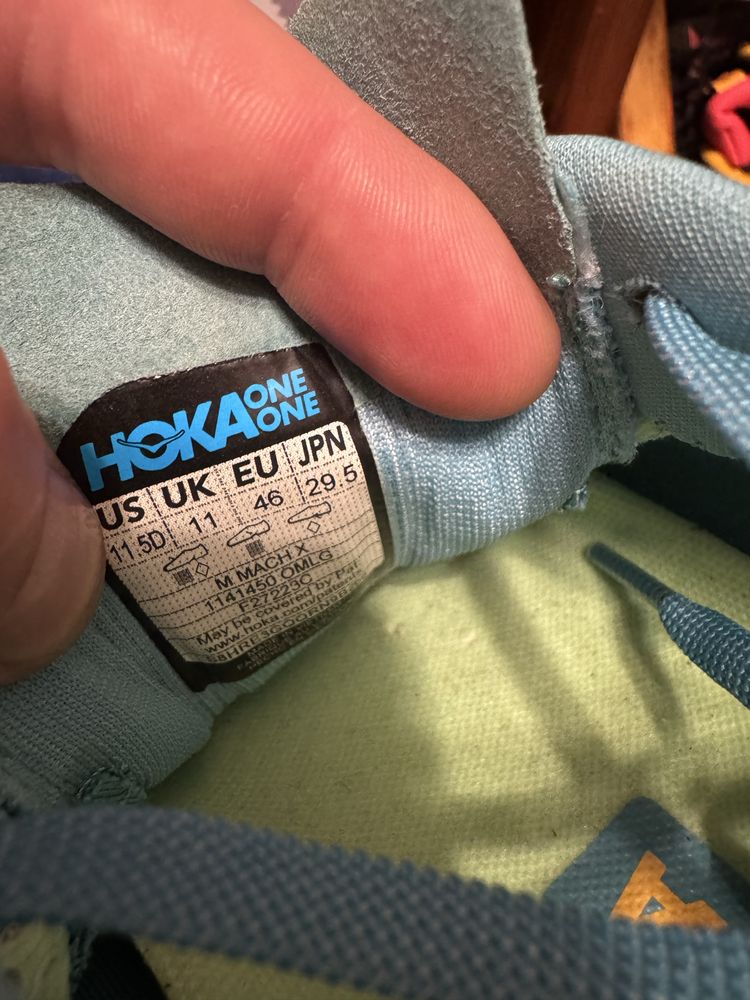 HOKA ONE ONE
US UK EU JPN
11.5D 11 46 29.5
M MACH X
1141450 OMLG
F27223C
May be covered by Pat.
www.hoka.com/patents